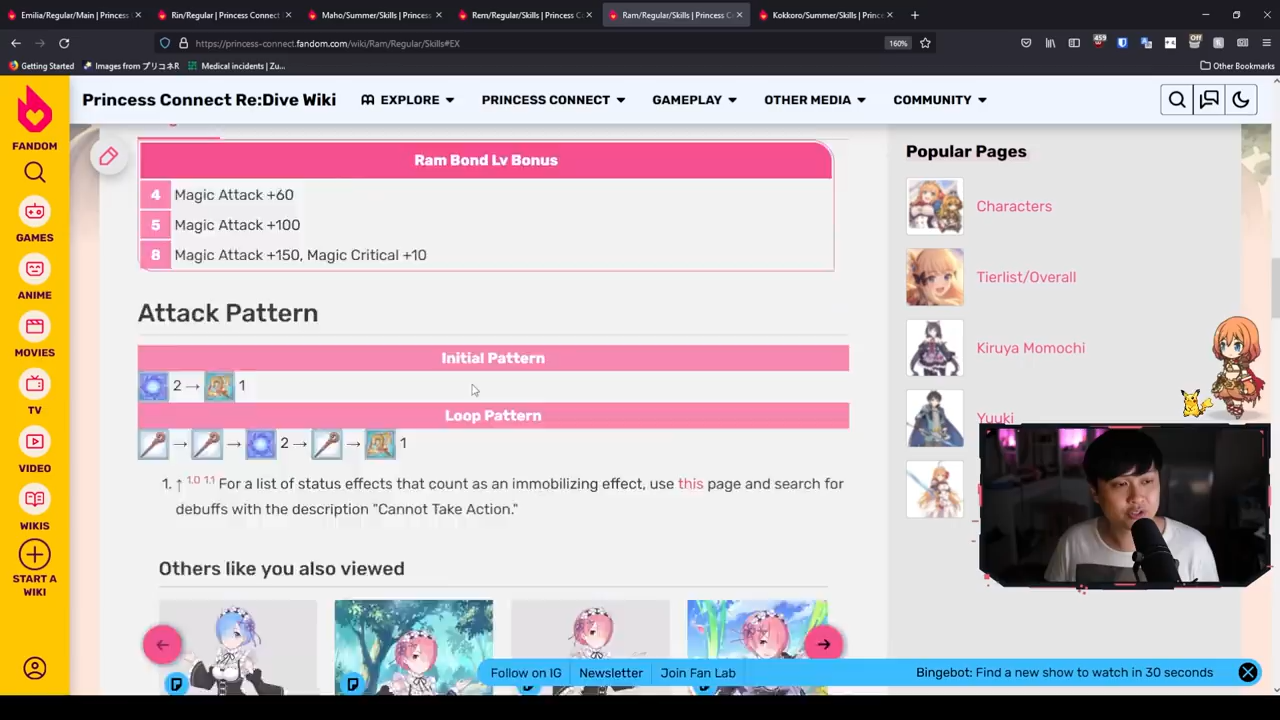 Emilia/Regular/Main | Princess
Rin/Regular | Princess Connect
Maho/Summer/Skills | Princess
Rem/Regular/Skills | Princess C
Ram/Regular/Skills | Princess C
Kokkoro/Summer/Skills | Princes
https://princess-connect.fandom.com/wiki/Ram/Regular/Skills#EX
160%
459
Off
Getting Started
Images from プリコネR
Medical incidents | Zu...
Other Bookmarks
Princess Connect Re:Dive Wiki
EXPLORE
PRINCESS CONNECT
GAMEPLAY
OTHER MEDIA
COMMUNITY
FANDOM
GAMES
ANIME
MOVIES
TV
VIDEO
WIKIS
START A
WIKI
Ram Bond Lv Bonus
4 Magic Attack +60
5 Magic Attack +100
8 Magic Attack +150, Magic Critical +10
Attack Pattern
Initial Pattern
2 → 1
Loop Pattern
→ → 2 → → 1
1. ↑ 1.0 1.1 For a list of status effects that count as an immobilizing effect, use this page and search for
debuffs with the description "Cannot Take Action."
Others like you also viewed
Popular Pages
Characters
Tierlist/Overall
Kiruya Momochi
Yuuki
Follow on IG
Newsletter
Join Fan Lab
Bingebot: Find a new show to watch in 30 seconds